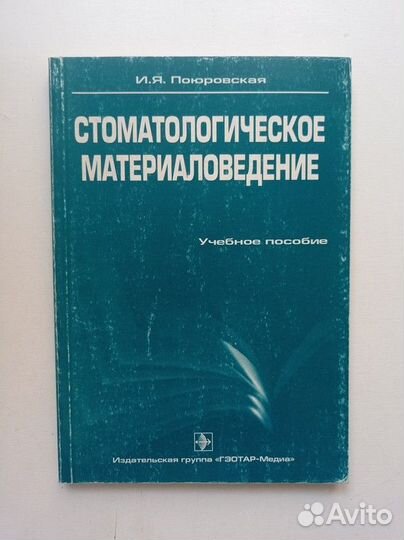 И.Я. Поюровская
СТОМАТОЛОГИЧЕСКОЕ
МАТЕРИАЛОВЕДЕНИЕ
Учебное пособие
Издательская группа «ГЭОТАР-Медиа»
Avito